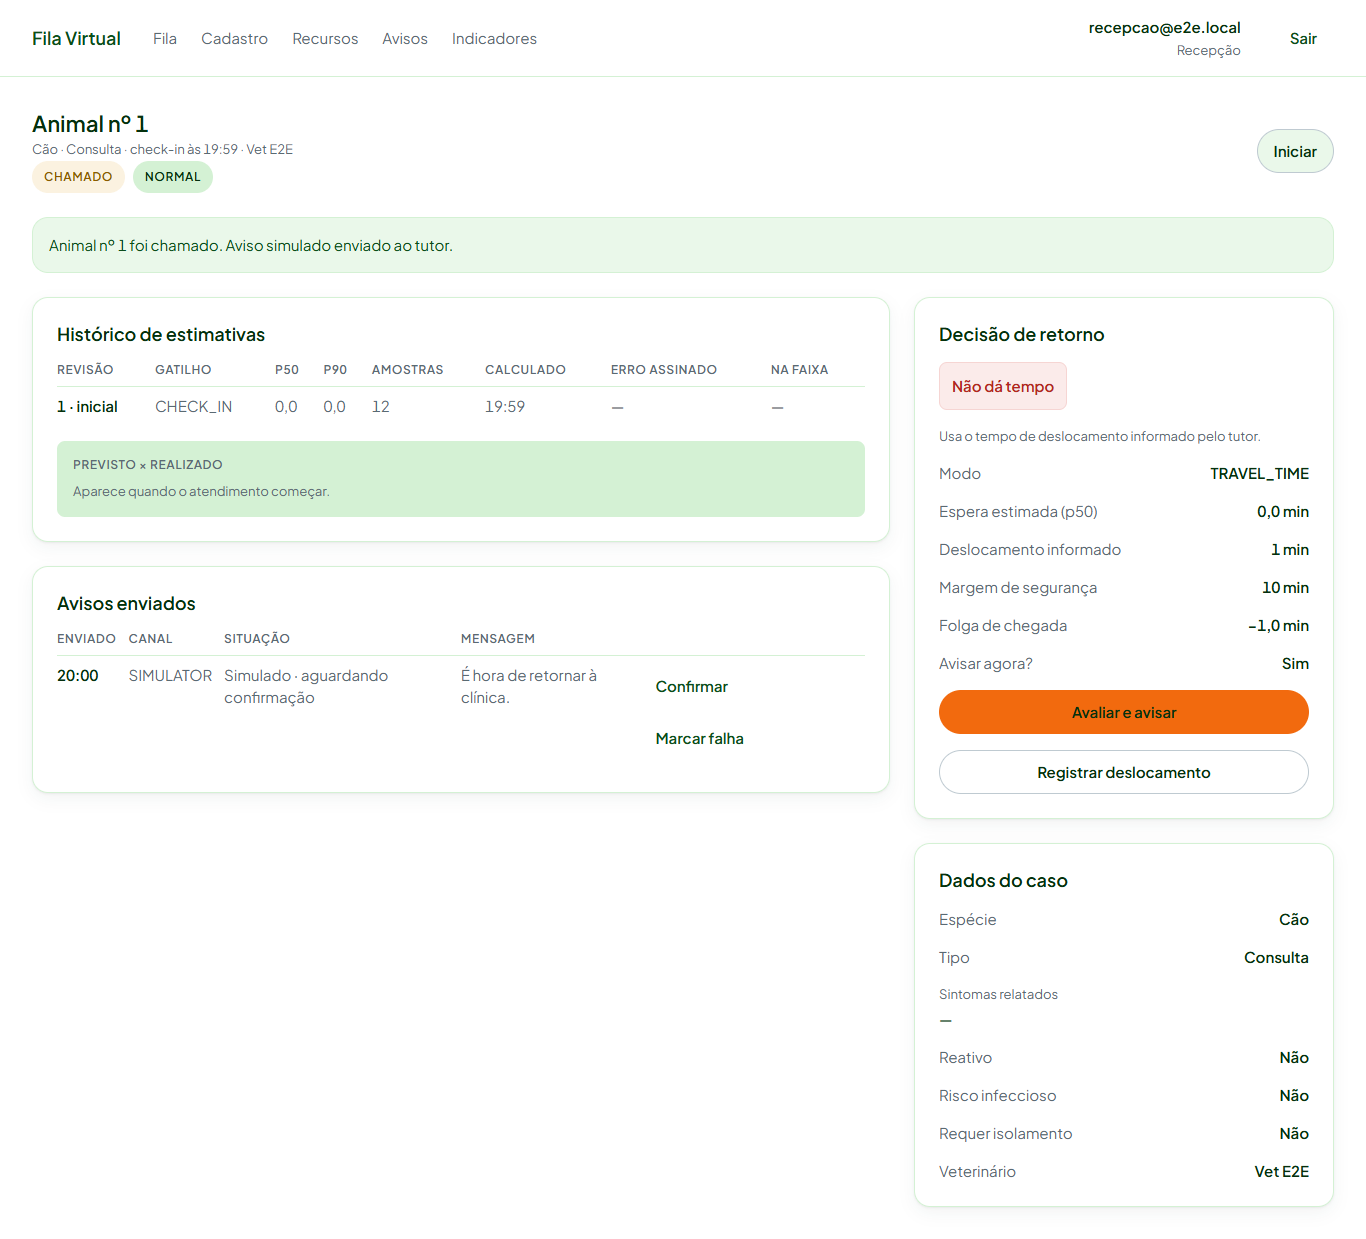 Fila Virtual
Fila
Cadastro
Recursos
Avisos
Indicadores
recepcao@e2e.local
Recepção
Sair
Animal nº 1
Cão · Consulta · check-in às 19:59 · Vet E2E
CHAMADO
NORMAL
Iniciar
Animal nº 1 foi chamado. Aviso simulado enviado ao tutor.
Histórico de estimativas
REVISÃO GATILHO P50 P90 AMOSTRAS CALCULADO ERRO ASSINADO NA FAIXA
1 · inicial CHECK_IN 0,0 0,0 12 19:59 — —
PREVISTO × REALIZADO
Aparece quando o atendimento começar.
Avisos enviados
ENVIADO CANAL SITUAÇÃO MENSAGEM
20:00 SIMULATOR Simulado · aguardando confirmação É hora de retornar à clínica.
Confirmar
Marcar falha
Decisão de retorno
Não dá tempo
Usa o tempo de deslocamento informado pelo tutor.
Modo TRAVEL_TIME
Espera estimada (p50) 0,0 min
Deslocamento informado 1 min
Margem de segurança 10 min
Folga de chegada −1,0 min
Avisar agora? Sim
Avaliar e avisar
Registrar deslocamento
Dados do caso
Espécie Cão
Tipo Consulta
Sintomas relatados
—
Reativo Não
Risco infeccioso Não
Requer isolamento Não
Veterinário Vet E2E